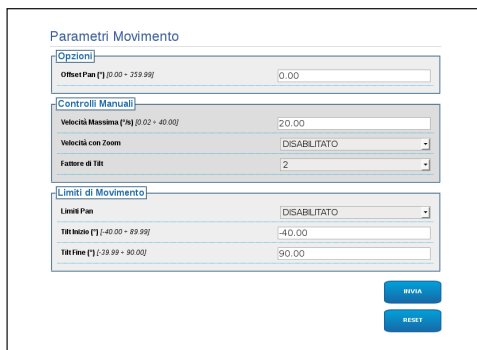 Parametri Movimento
Opzioni
Offset Pan (°) [0.00 ÷ 359.99] 0.00
Controlli Manuali
Velocità Massima (°/s) [0.02 ÷ 40.00] 20.00
Velocità con Zoom DISABILITATO
Fattore di Tilt 2
Limiti di Movimento
Limiti Pan DISABILITATO
Tilt Inizio (°) [-40.00 ÷ 89.99] -40.00
Tilt Fine (°) [-39.99 ÷ 90.00] 90.00
INVIA
RESET